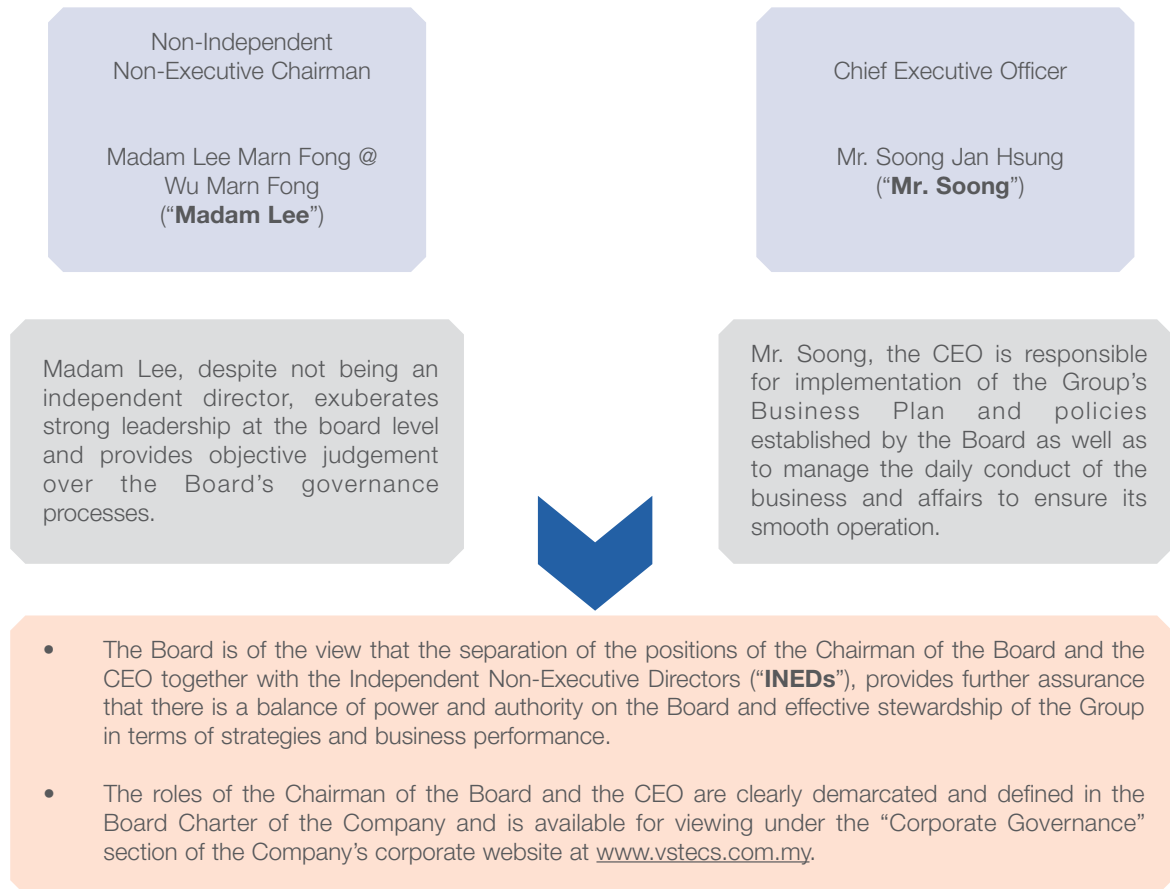 Non-Independent
Non-Executive Chairman
Madam Lee Marn Fong @
Wu Marn Fong
(“Madam Lee”)
Chief Executive Officer
Mr. Soong Jan Hsung
(“Mr. Soong”)
Madam Lee, despite not being an
independent director, exuberates
strong leadership at the board level
and provides objective judgement
over the Board’s governance
processes.
Mr. Soong, the CEO is responsible
for implementation of the Group’s
Business Plan and policies
established by the Board as well as
to manage the daily conduct of the
business and affairs to ensure its
smooth operation.
• The Board is of the view that the separation of the positions of the Chairman of the Board and the
CEO together with the Independent Non-Executive Directors (“INEDs”), provides further assurance
that there is a balance of power and authority on the Board and effective stewardship of the Group
in terms of strategies and business performance.
• The roles of the Chairman of the Board and the CEO are clearly demarcated and defined in the
Board Charter of the Company and is available for viewing under the “Corporate Governance”
section of the Company’s corporate website at www.vstecs.com.my.